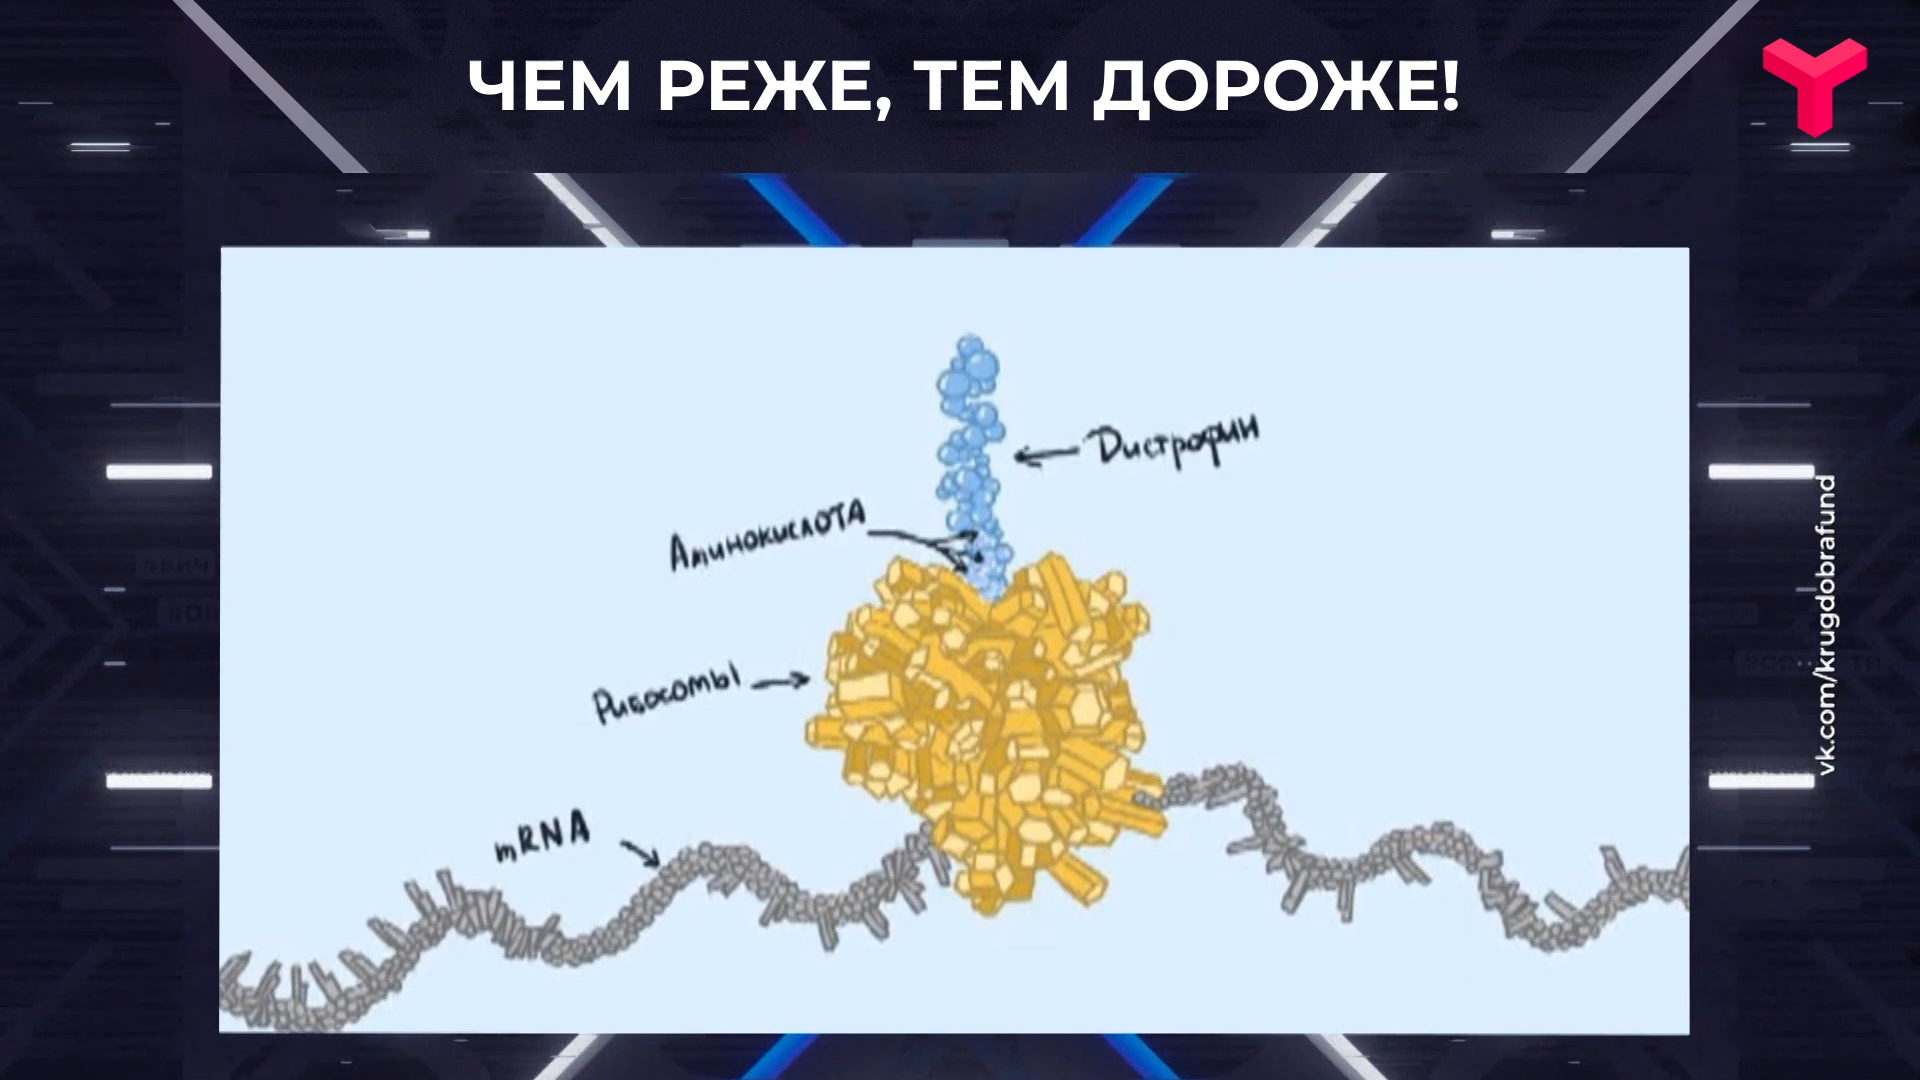 ЧЕМ РЕЖЕ, ТЕМ ДОРОЖЕ!
Дистрофин
Аминокислота
Рибосомы
mRNA
vk.com/krugdobrafund